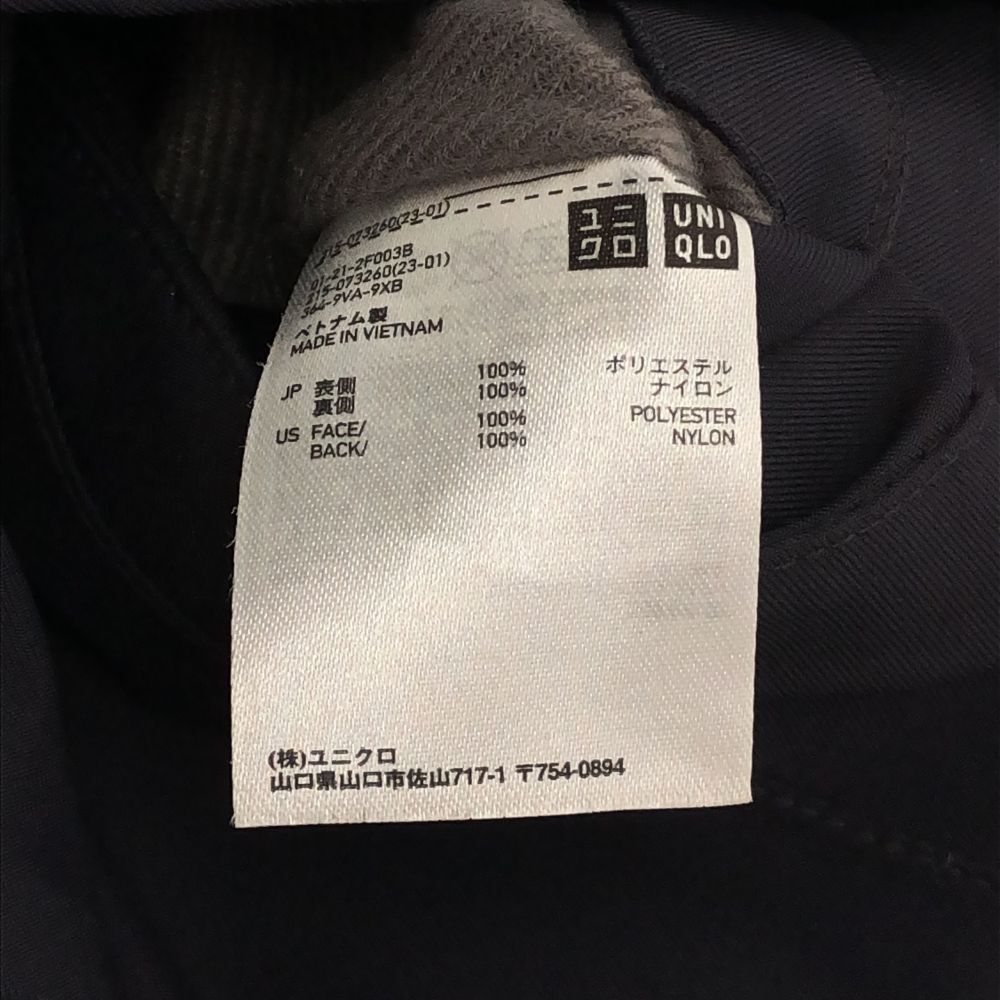 ユニクロ UNIQLO
215-073260(23-01)
01-21-2F003B
215-073260(23-01)
364-9VA-9XB
ベトナム製
MADE IN VIETNAM
JP 表側 100% ポリエステル
裏側 100% ナイロン
US FACE/ 100% POLYESTER
BACK/ 100% NYLON
(株)ユニクロ
山口県山口市佐山717-1 〒754-0894